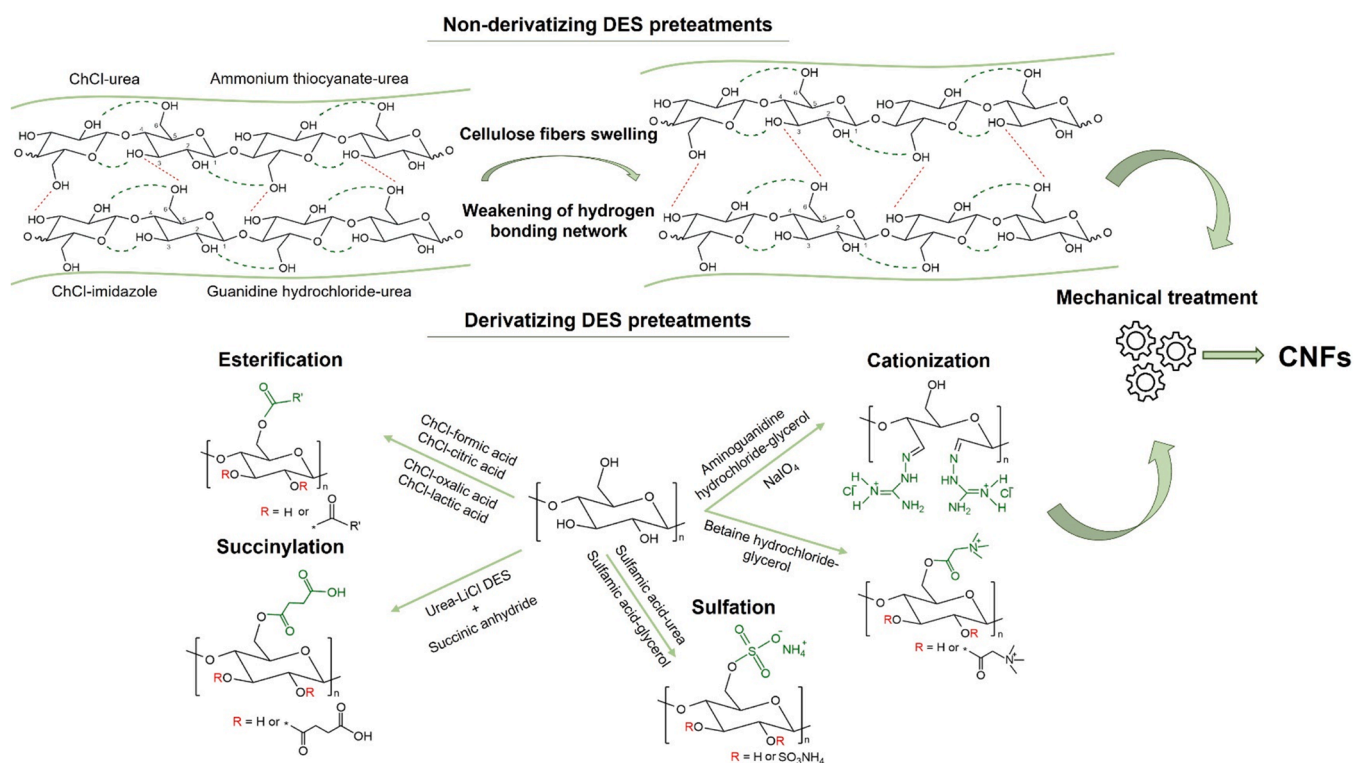 Non-derivatizing DES pretreatments
ChCl-urea
Ammonium thiocyanate-urea
Cellulose fibers swelling
Weakening of hydrogen
bonding network
ChCl-imidazole
Guanidine hydrochloride-urea
Mechanical treatment
CNFs
Derivatizing DES pretreatments
Esterification
R = H or
ChCl-formic acid
ChCl-citric acid
ChCl-oxalic acid
ChCl-lactic acid
Succinylation
R = H or
Urea-LiCl DES
+
Succinic anhydride
Sulfamic acid-urea
Sulfamic acid-glycerol
Sulfation
R = H or SO₃NH₄
Aminoguanidine
hydrochloride-glycerol
NaIO₄
Cationization
Betaine hydrochloride-
glycerol
R = H or